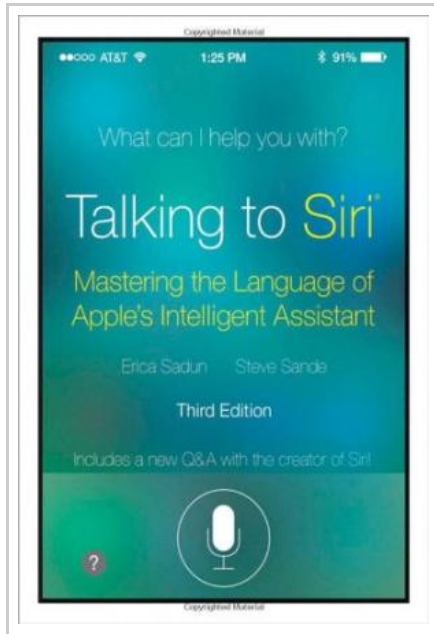 Copyrighted Material
AT&T 1:25 PM 91%
What can I help you with?
Talking to Siri®
Mastering the Language of
Apple's Intelligent Assistant
Erica Sadun Steve Sande
Third Edition
Includes a new Q&A with the creator of Siri!
?
Copyrighted Material